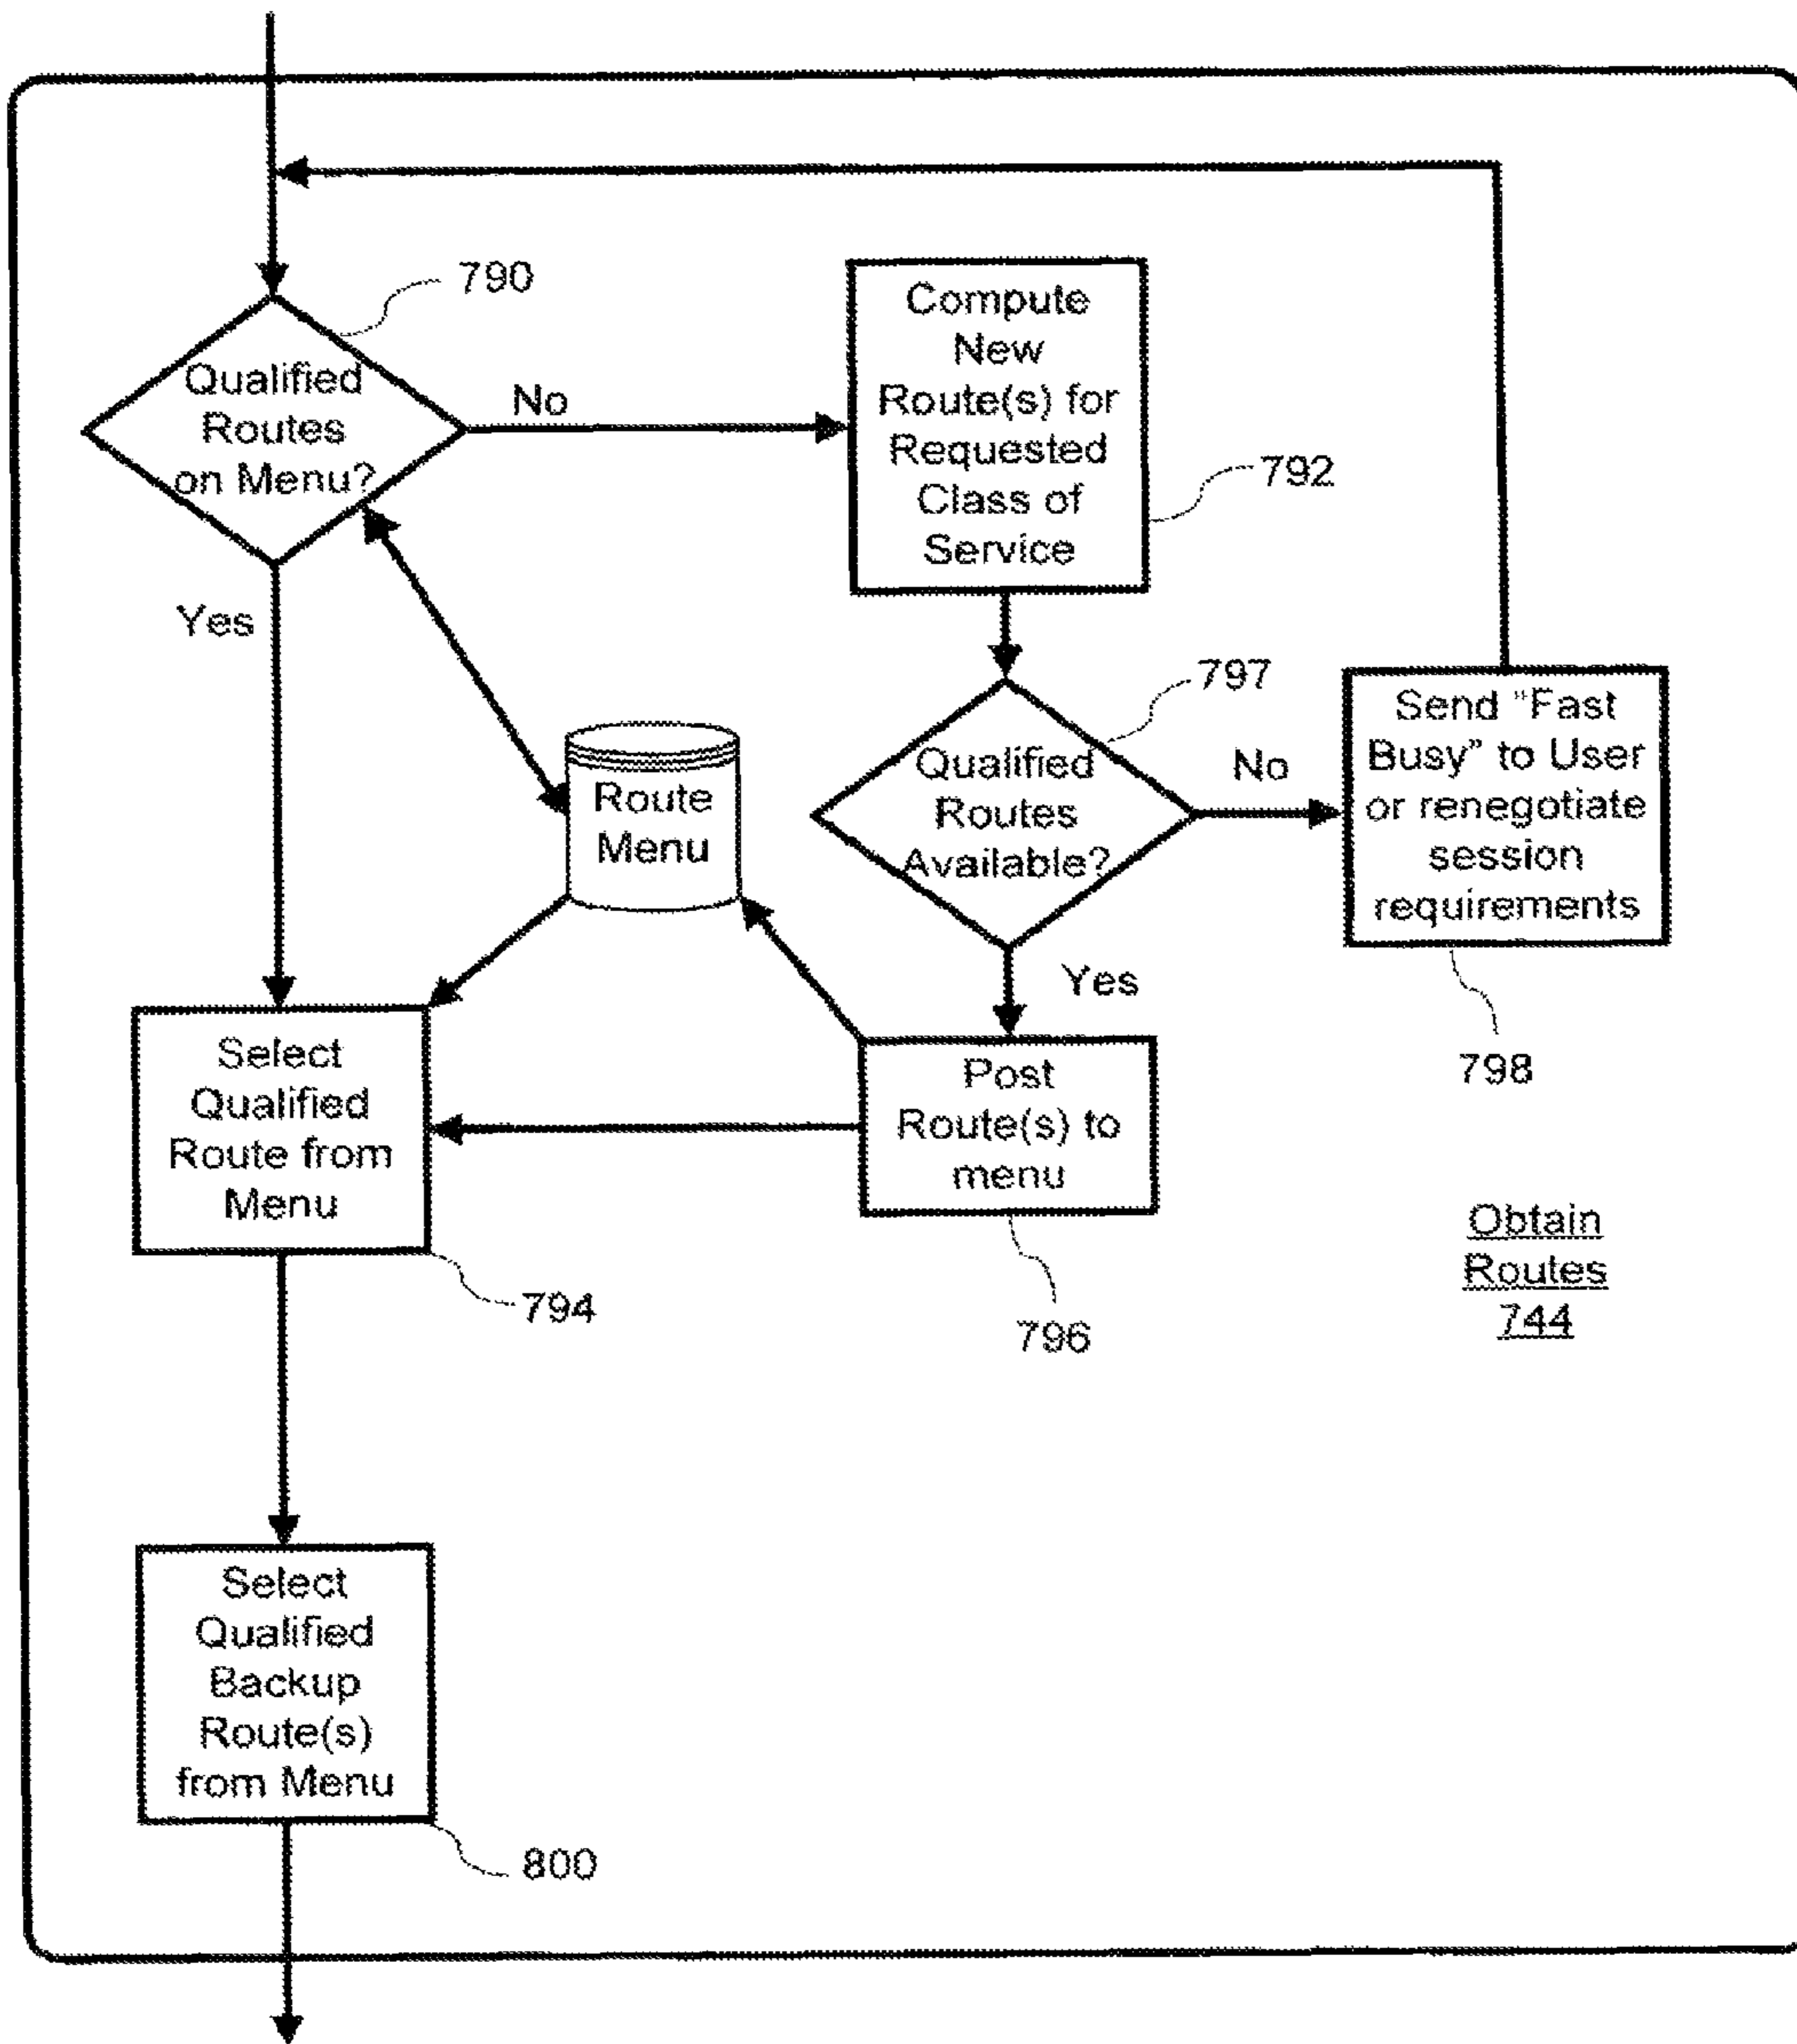 790
Qualified
Routes
on Menu?
No
Yes
Compute
New
Route(s) for
Requested
Class of
Service
792
797
Qualified
Routes
Available?
No
Yes
Send "Fast
Busy" to User
or renegotiate
session
requirements
798
Route
Menu
Select
Qualified
Route from
Menu
794
Post
Route(s) to
menu
796
Obtain
Routes
744
Select
Qualified
Backup
Route(s)
from Menu
800